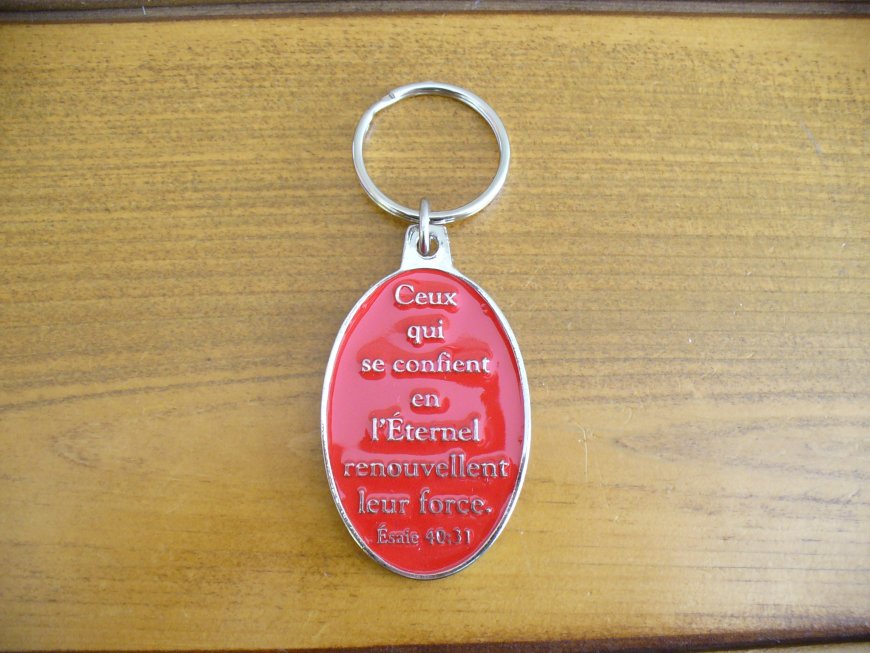 Ceux
qui
se confient
en
l'Éternel
renouvellent
leur force.
Ésaïe 40:31